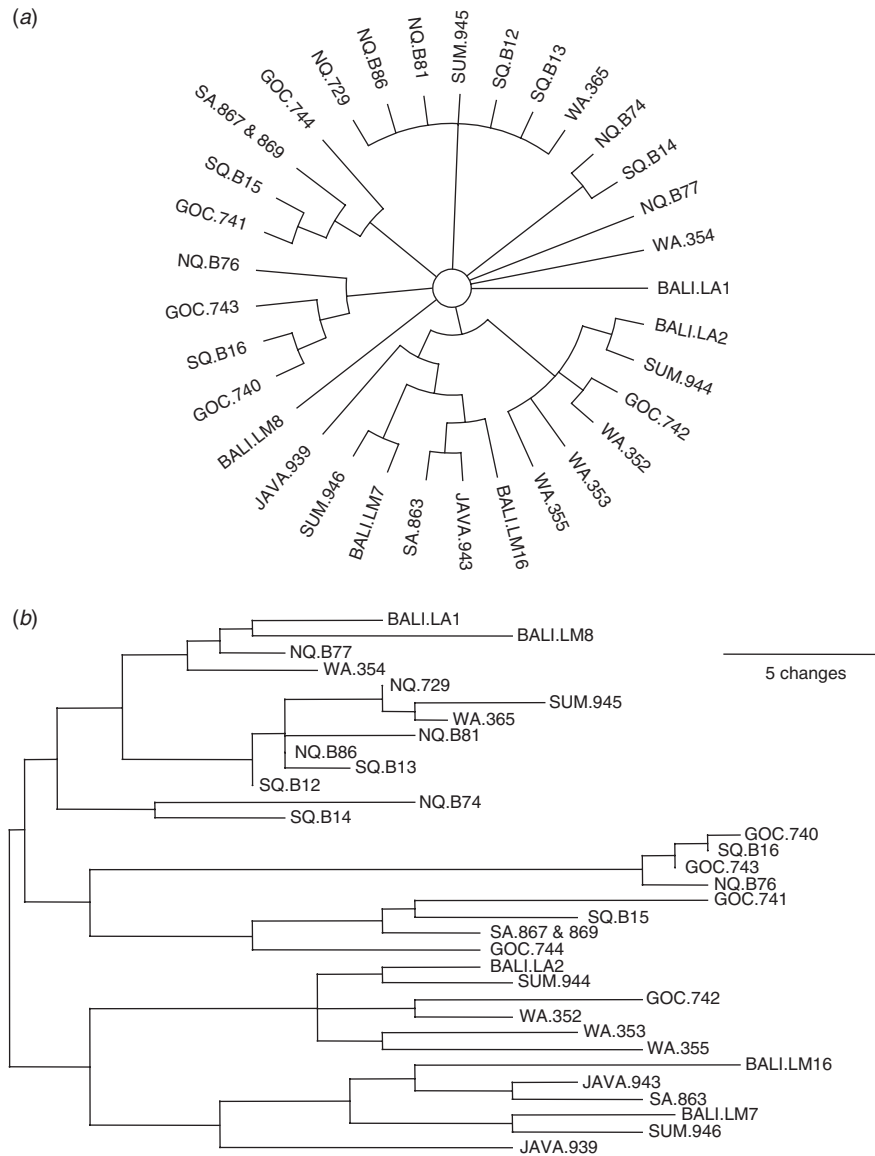 (a)
SUM.945
NQ.B81
SQ.B12
NQ.B86
SQ.B13
NQ.729
WA.365
GOC.744
NQ.B74
SA.867 & 869
SQ.B14
SQ.B15
NQ.B77
GOC.741
WA.354
NQ.B76
BALI.LA1
GOC.743
BALI.LA2
SQ.B16
SUM.944
GOC.740
GOC.742
BALI.LM8
WA.352
JAVA.939
WA.353
SUM.946
WA.355
BALI.LM7
BALI.LM16
SA.863
JAVA.943
(b)
BALI.LA1
BALI.LM8
NQ.B77
WA.354
5 changes
NQ.729
SUM.945
WA.365
NQ.B81
NQ.B86
SQ.B13
SQ.B12
NQ.B74
SQ.B14
GOC.740
SQ.B16
GOC.743
NQ.B76
GOC.741
SQ.B15
SA.867 & 869
GOC.744
BALI.LA2
SUM.944
GOC.742
WA.352
WA.353
WA.355
BALI.LM16
JAVA.943
SA.863
BALI.LM7
SUM.946
JAVA.939